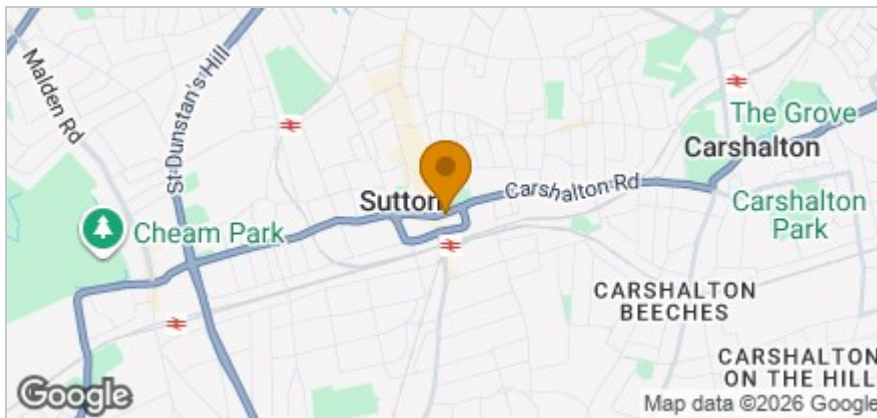 Malden Rd
St Dunstan's Hill
The Grove
Carshalton
Carshalton Rd
Sutton
Carshalton
Park
Cheam Park
CARSHALTON
BEECHES
CARSHALTON
ON THE HILL
Google
Map data ©2026 Google